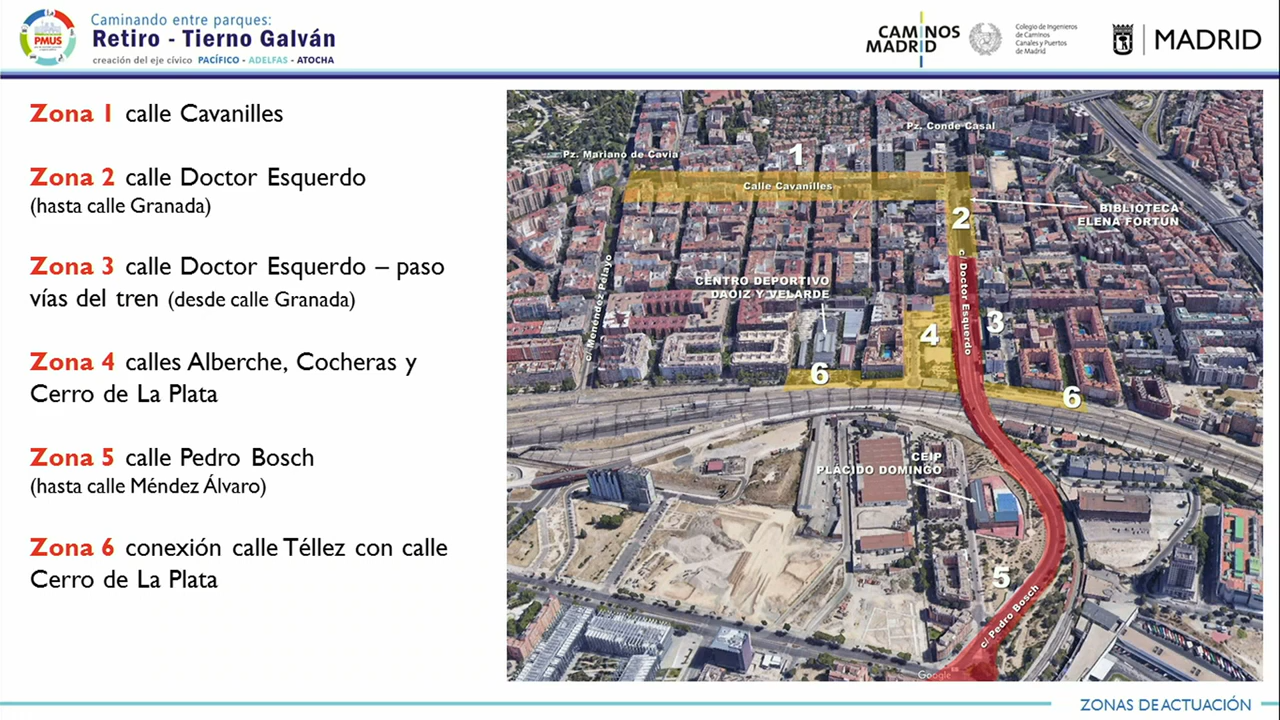 PMUS
Caminando entre parques:
Retiro - Tierno Galván
creación del eje cívico PACÍFICO - ADELFAS - ATOCHA
CAMINOS
MADRID
Colegio de Ingenieros
de Caminos
Canales y Puertos
de Madrid
MADRID
Zona 1 calle Cavanilles
Zona 2 calle Doctor Esquerdo
(hasta calle Granada)
Zona 3 calle Doctor Esquerdo – paso
vías del tren (desde calle Granada)
Zona 4 calles Alberche, Cocheras y
Cerro de La Plata
Zona 5 calle Pedro Bosch
(hasta calle Méndez Álvaro)
Zona 6 conexión calle Téllez con calle
Cerro de La Plata
Pz. Conde Casal
Pz. Mariano de Cavia
1
Calle Cavanilles
2
BIBLIOTECA
ELENA FORTÚN
c/ Menéndez Pelayo
CENTRO DEPORTIVO
DAOÍZ Y VELARDE
c/ Doctor Esquerdo
4
3
6
6
CEIP
PLÁCIDO DOMINGO
5
c/ Pedro Bosch
Google
ZONAS DE ACTUACIÓN